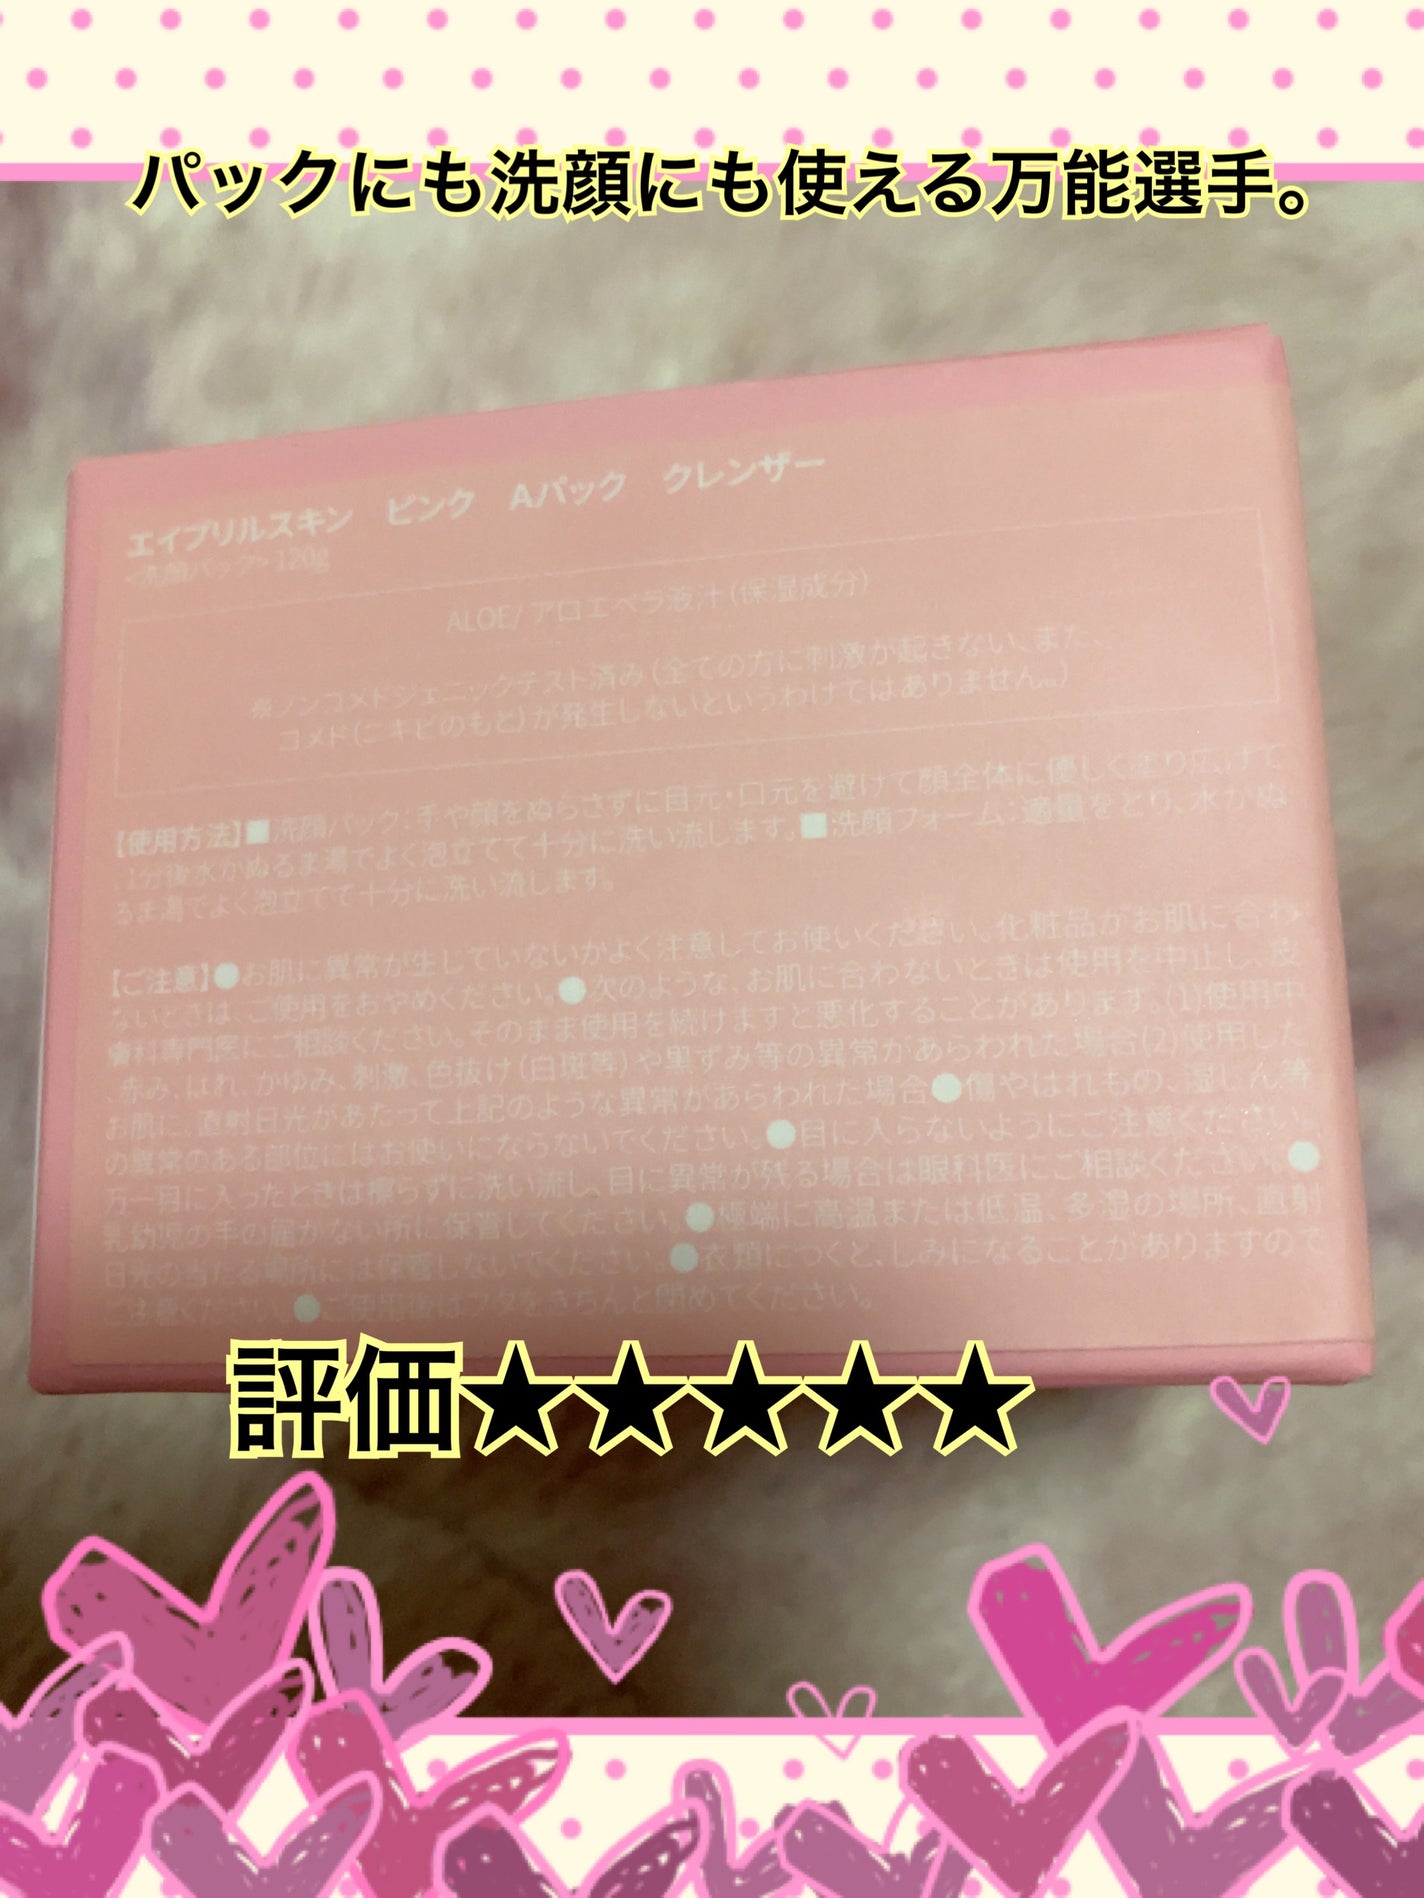 パックにも洗顔にも使える万能選手。
エイプリルスキン ピンク Aパック クレンザー
<洗顔パック> 120g
ALOE/アロエベラ液汁(保湿成分)
※ノンコメドジェニックテスト済み(全ての方に刺激が起きない、また、
コメド(ニキビのもと)が発生しないというわけではありません。)
【使用方法】■洗顔パック:手や顔をぬらさずに目元・口元を避けて顔全体に優しく塗り広げて
、1分後水かぬるま湯でよく泡立てて十分に洗い流します。■洗顔フォーム:適量をとり、水かぬ
るま湯でよく泡立てて十分に洗い流します。
【ご注意】●お肌に異常が生じていないかよく注意してお使いください。化粧品がお肌に合わ
ないときは、ご使用をおやめください。●次のような、お肌に合わないときは使用を中止し、皮
膚科専門医にご相談ください。そのまま使用を続けますと悪化することがあります。(1)使用中
、赤み、はれ、かゆみ、刺激、色抜け(白斑等)や黒ずみ等の異常があらわれた場合(2)使用した
お肌に、直射日光があたって上記のような異常があらわれた場合●傷やはれもの、湿しん等
の異常のある部位にはお使いにならないでください。●目に入らないようにご注意ください。
万一目に入ったときは擦らずに洗い流し、目に異常が残る場合は眼科医にご相談ください。●
乳幼児の手の届かない所に保管してください。●極端に高温または低温、多湿の場所、直射
日光の当たる場所には保管しないでください。●衣類につくと、しみになることがありますので
ご注意ください。●ご使用後はフタをきちんと閉めてください。
評価★★★★★